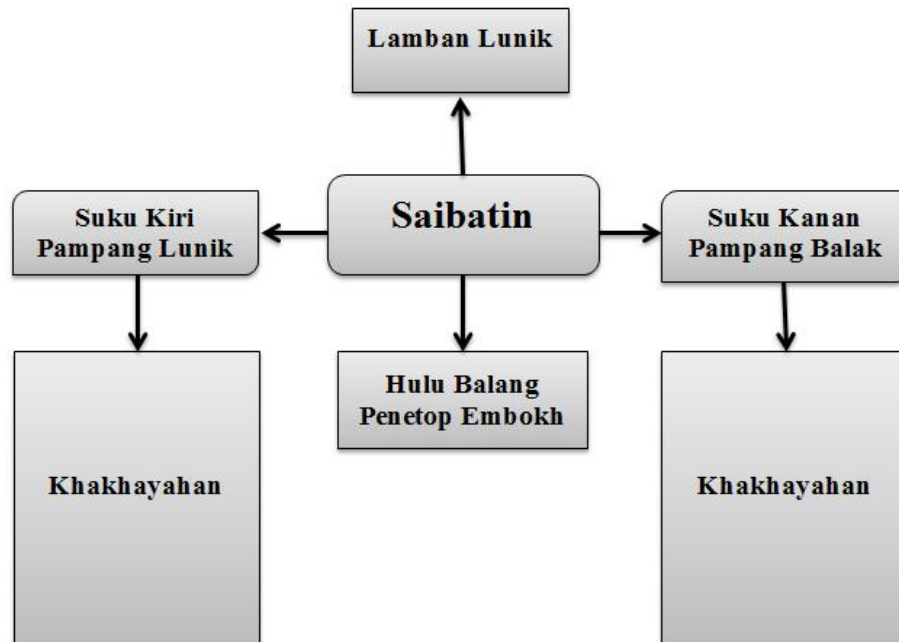 Lamban Lunik
Saibatin
Suku Kiri
Pampang Lunik
Suku Kanan
Pampang Balak
Hulu Balang
Penetop Embokh
Khakhayahan
Khakhayahan